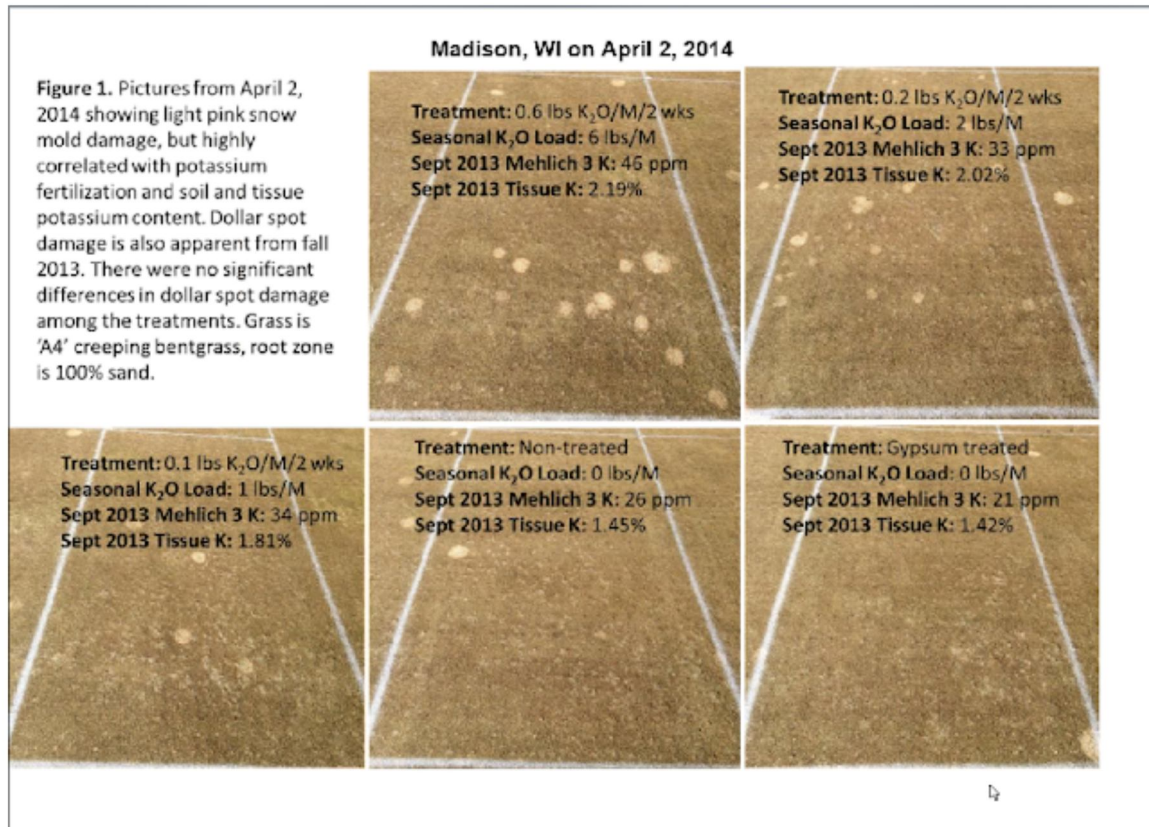 Madison, WI on April 2, 2014
Figure 1. Pictures from April 2,
2014 showing light pink snow
mold damage, but highly
correlated with potassium
fertilization and soil and tissue
potassium content. Dollar spot
damage is also apparent from fall
2013. There were no significant
differences in dollar spot damage
among the treatments. Grass is
‘A4’ creeping bentgrass, root zone
is 100% sand.
Treatment: 0.6 lbs K₂O/M/2 wks
Seasonal K₂O Load: 6 lbs/M
Sept 2013 Mehlich 3 K: 46 ppm
Sept 2013 Tissue K: 2.19%
Treatment: 0.2 lbs K₂O/M/2 wks
Seasonal K₂O Load: 2 lbs/M
Sept 2013 Mehlich 3 K: 33 ppm
Sept 2013 Tissue K: 2.02%
Treatment: 0.1 lbs K₂O/M/2 wks
Seasonal K₂O Load: 1 lbs/M
Sept 2013 Mehlich 3 K: 34 ppm
Sept 2013 Tissue K: 1.81%
Treatment: Non-treated
Seasonal K₂O Load: 0 lbs/M
Sept 2013 Mehlich 3 K: 26 ppm
Sept 2013 Tissue K: 1.45%
Treatment: Gypsum treated
Seasonal K₂O Load: 0 lbs/M
Sept 2013 Mehlich 3 K: 21 ppm
Sept 2013 Tissue K: 1.42%